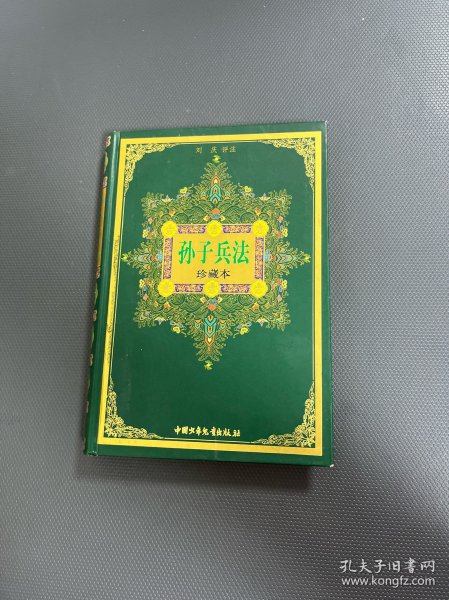 刘庆 评注
孙子兵法
珍藏本
中国少年儿童出版社
孔夫子旧书网
www.kongfz.com